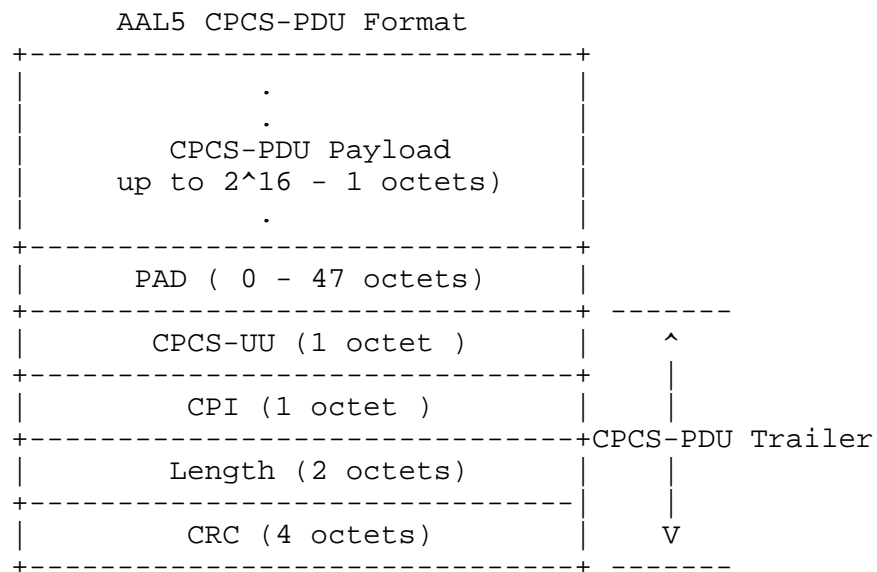 AAL5 CPCS-PDU Format
+-------------------------------+
|               .               |
|               .               |
|        CPCS-PDU Payload       |
|     up to 2^16 - 1 octets)    |
|               .               |
+-------------------------------+
|      PAD ( 0 - 47 octets)     |
+-------------------------------+ -------
|       CPCS-UU (1 octet )      |    ^
+-------------------------------+    |
|         CPI (1 octet )        |    |
+-------------------------------+CPCS-PDU Trailer
|        Length (2 octets)      |    |
+-------------------------------|    |
|         CRC (4 octets)        |    V
+-------------------------------+ -------